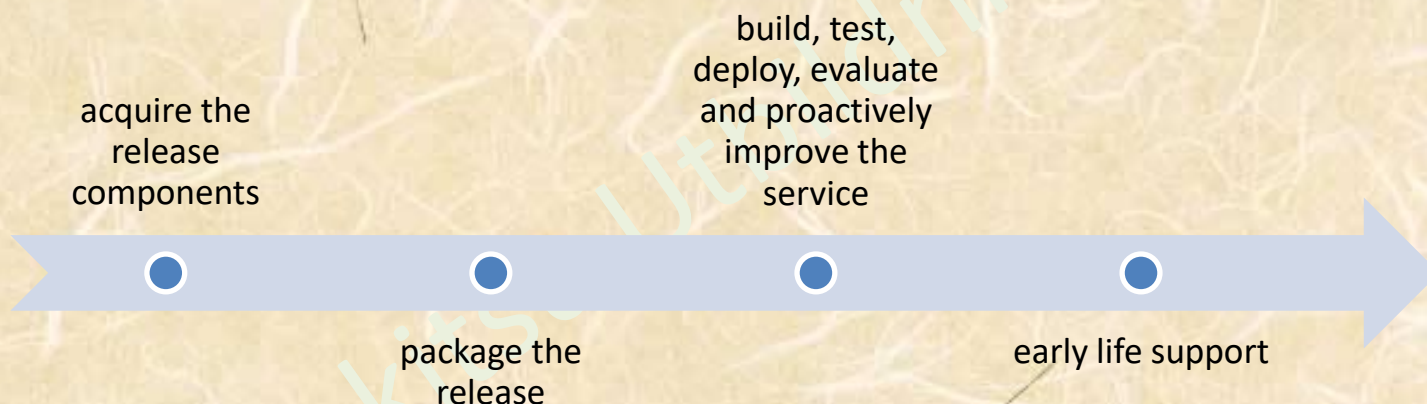 acquire the
release
components
package the
release
build, test,
deploy, evaluate
and proactively
improve the
service
early life support